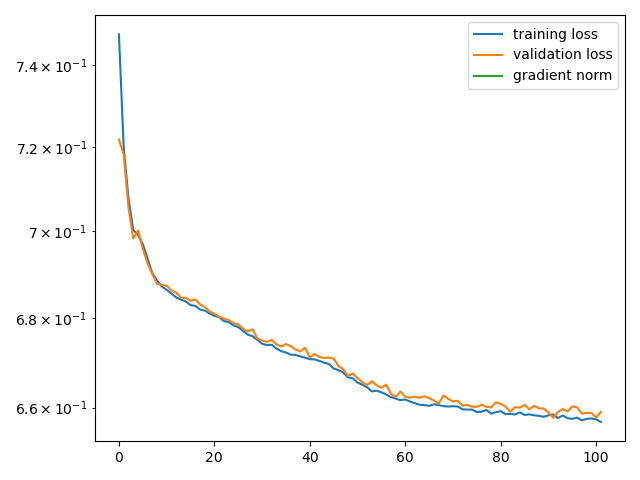 training loss
validation loss
gradient norm
7.4 × 10⁻¹
7.2 × 10⁻¹
7 × 10⁻¹
6.8 × 10⁻¹
6.6 × 10⁻¹
0 20 40 60 80 100